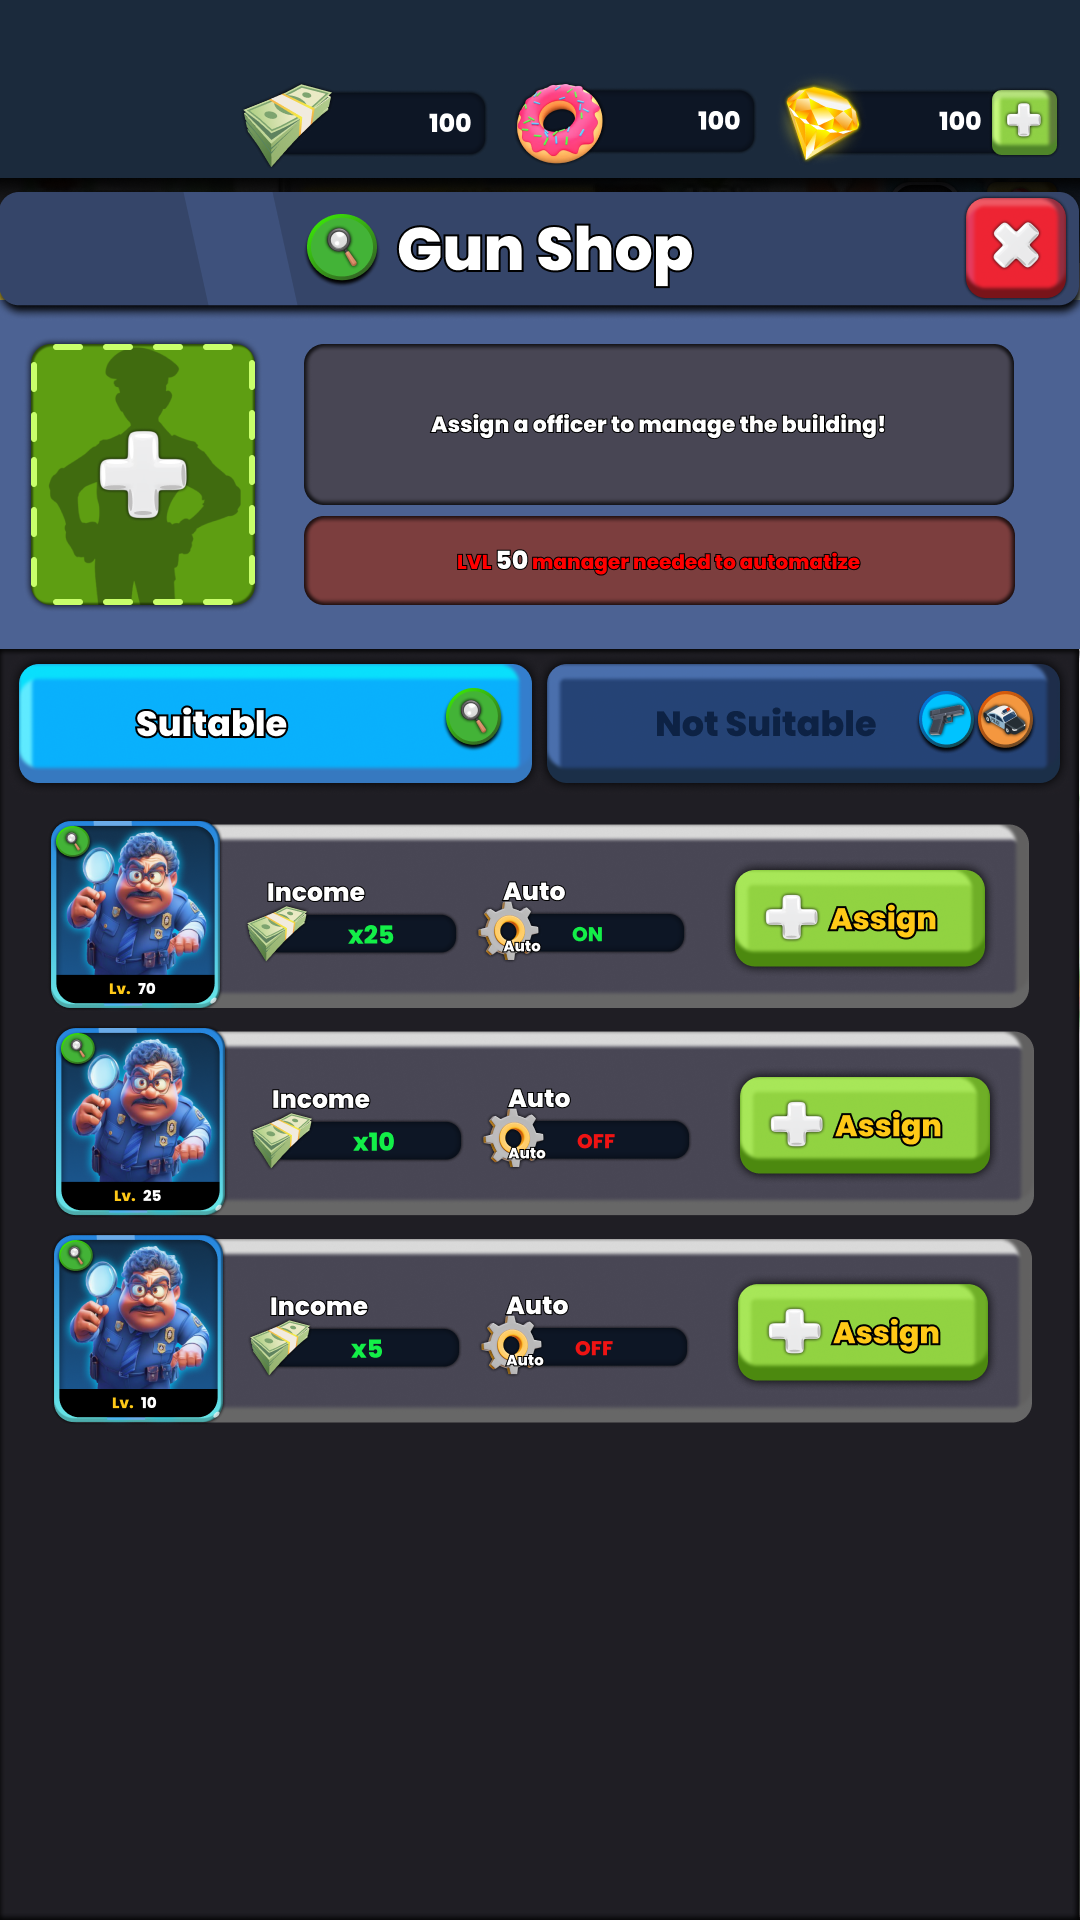 100 100 100
Gun Shop
Assign a officer to manage the building!
LVL 50 manager needed to automatize
Suitable
Not Suitable
Income
x25
Auto
Auto
ON
Assign
Lv. 70
Income
x10
Auto
Auto
OFF
Assign
Lv. 25
Income
x5
Auto
Auto
OFF
Assign
Lv. 10